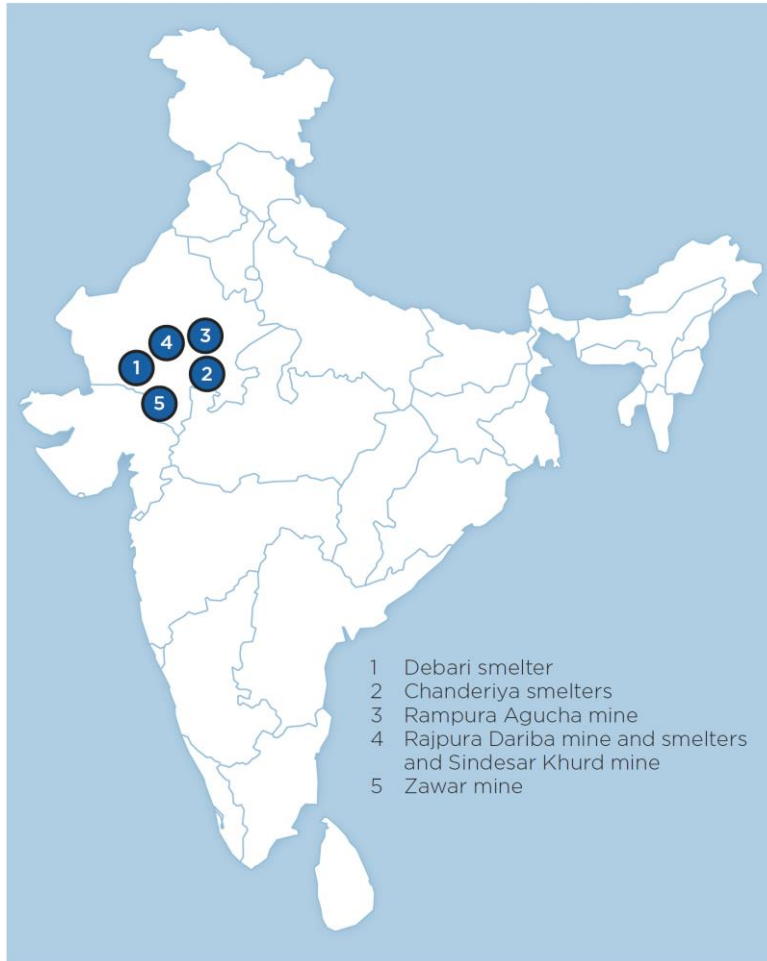 4
3
1
2
5
1 Debari smelter
2 Chanderiya smelters
3 Rampura Agucha mine
4 Rajpura Dariba mine and smelters
and Sindesar Khurd mine
5 Zawar mine